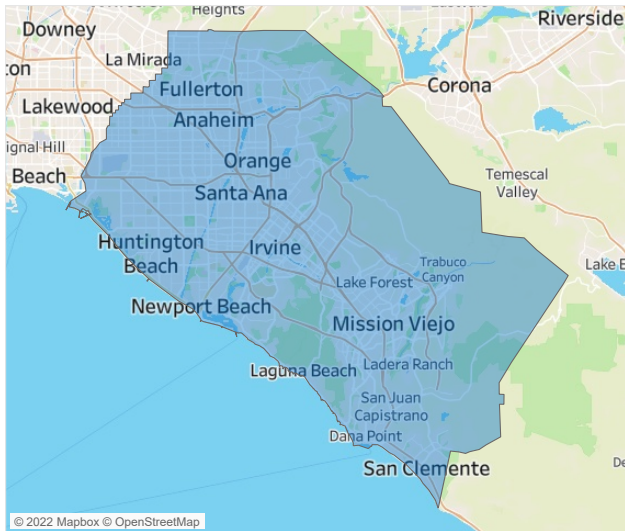 Heights
Downey
Riverside
La Mirada
ton
Fullerton
Corona
Lakewood
Anaheim
ignal Hill
Orange
Beach
Temescal
Valley
Santa Ana
Huntington
Beach
Irvine
Trabuco
Canyon
Lake E
Lake Forest
Newport Beach
Mission Viejo
Laguna Beach
Ladera Ranch
San Juan
Capistrano
Dana Point
San Clemente
De
© 2022 Mapbox © OpenStreetMap